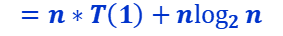 = n * T(1) + nlog₂ n